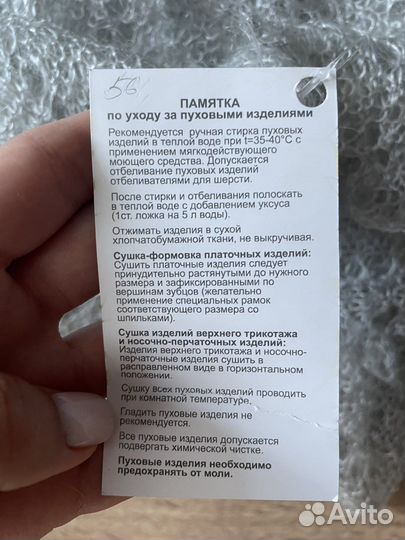 56
ПАМЯТКА
по уходу за пуховыми изделиями
Рекомендуется ручная стирка пуховых
изделий в теплой воде при t=35-40°С с
применением мягкодействующего
моющего средства. Допускается
отбеливание пуховых изделий
отбеливателями для шерсти.
После стирки и отбеливания полоскать
в теплой воде с добавлением уксуса
(1ст. ложка на 5 л воды).
Отжимать изделия в сухой
хлопчатобумажной ткани, не выкручивая.
Сушка-формовка платочных изделий:
Сушить платочные изделия следует
принудительно растянутыми до нужного
размера и зафиксированными по
вершинам зубцов (желательно
применение специальных рамок
соответствующего размера со
шпильками).
Сушка изделий верхнего трикотажа
и носочно-перчаточных изделий:
Изделия верхнего трикотажа и носочно-
перчаточные изделия сушить в
расправленном виде в горизонтальном
положении.
Сушку всех пуховых изделий проводить
при комнатной температуре.
Гладить пуховые изделия не
рекомендуется.
Все пуховые изделия допускается
подвергать химической чистке.
Пуховые изделия необходимо
предохранять от моли.
Avito